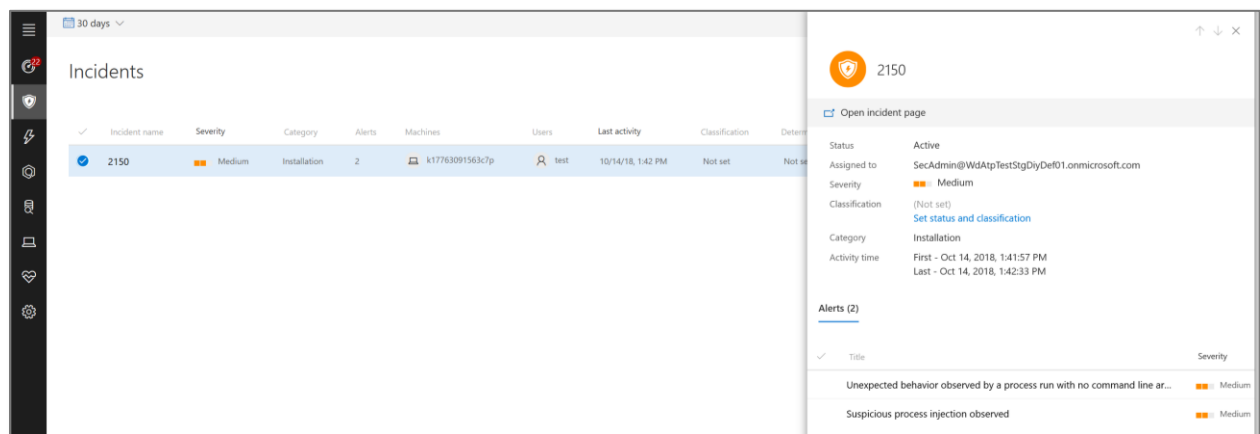 30 days
22
Incidents
Incident name Severity Category Alerts Machines Users Last activity Classification Determ
2150 Medium Installation 2 k17763091563c7p test 10/14/18, 1:42 PM Not set Not se
2150
Open incident page
Status Active
Assigned to SecAdmin@WdAtpTestStgDiyDef01.onmicrosoft.com
Severity Medium
Classification (Not set)
Set status and classification
Category Installation
Activity time First - Oct 14, 2018, 1:41:57 PM
Last - Oct 14, 2018, 1:42:33 PM
Alerts (2)
Title Severity
Unexpected behavior observed by a process run with no command line ar... Medium
Suspicious process injection observed Medium